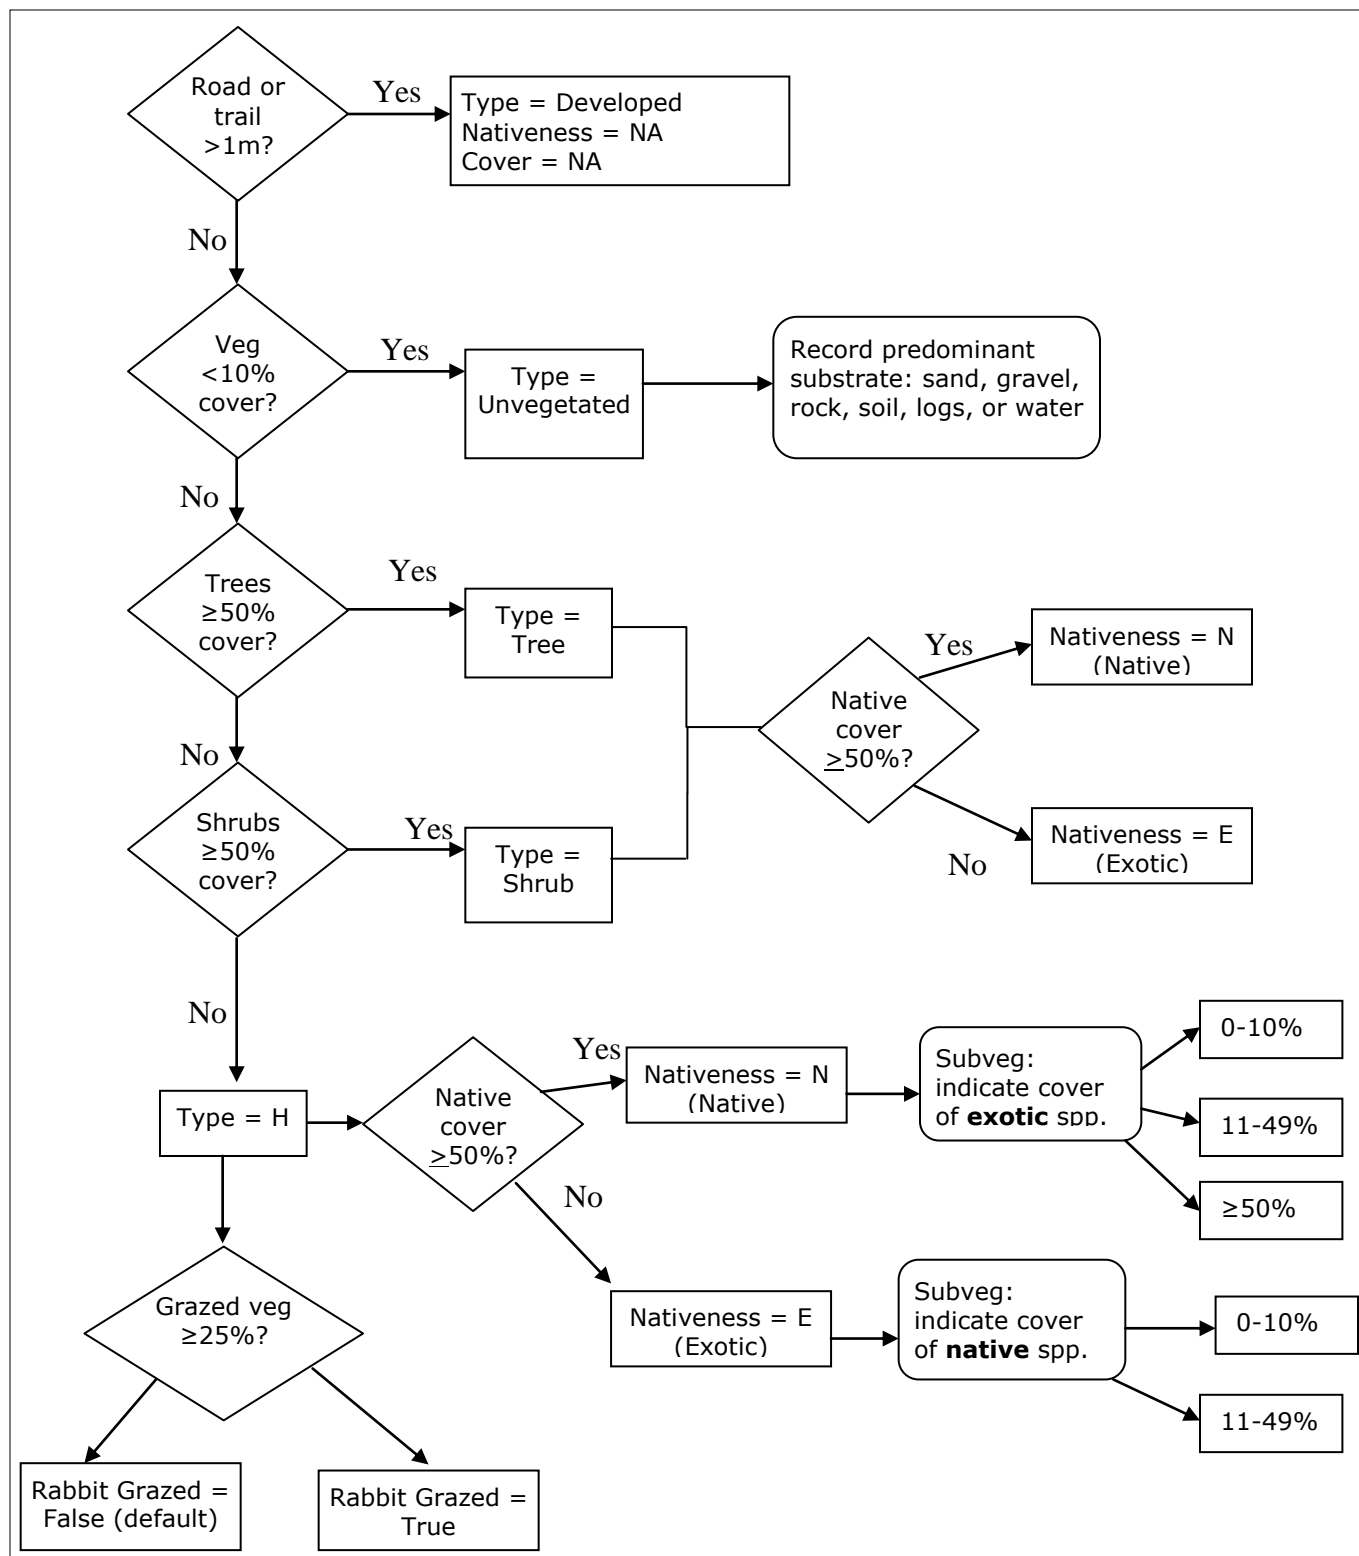 Road or
trail
>1m?
Yes
Type = Developed
Nativeness = NA
Cover = NA
No
Veg
<10%
cover?
Yes
Type =
Unvegetated
Record predominant
substrate: sand, gravel,
rock, soil, logs, or water
No
Trees
≥50%
cover?
Yes
Type =
Tree
Native
cover
>50%?
Yes
Nativeness = N
(Native)
No
Nativeness = E
(Exotic)
No
Shrubs
≥50%
cover?
Yes
Type =
Shrub
No
Type = H
Native
cover
>50%?
Yes
Nativeness = N
(Native)
Subveg:
indicate cover
of exotic spp.
0-10%
11-49%
≥50%
No
Nativeness = E
(Exotic)
Subveg:
indicate cover
of native spp.
0-10%
11-49%
Grazed veg
≥25%?
Rabbit Grazed =
False (default)
Rabbit Grazed =
True